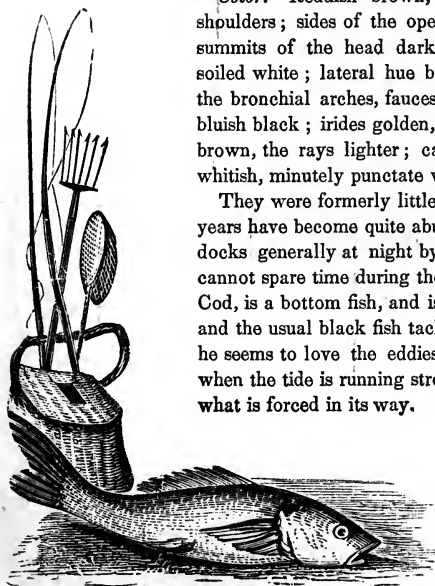 shoulders; sides of the ope
summits of the head dark
soiled white; lateral hue b
the bronchial arches, fauces
bluish black; irides golden,
brown, the rays lighter; ca
whitish, minutely punctate
They were formerly little
years have become quite abu
docks generally at night by
cannot spare time during the
Cod, is a bottom fish, and is
and the usual black fish tac
he seems to love the eddies
when the tide is running stro
what is forced in its way.